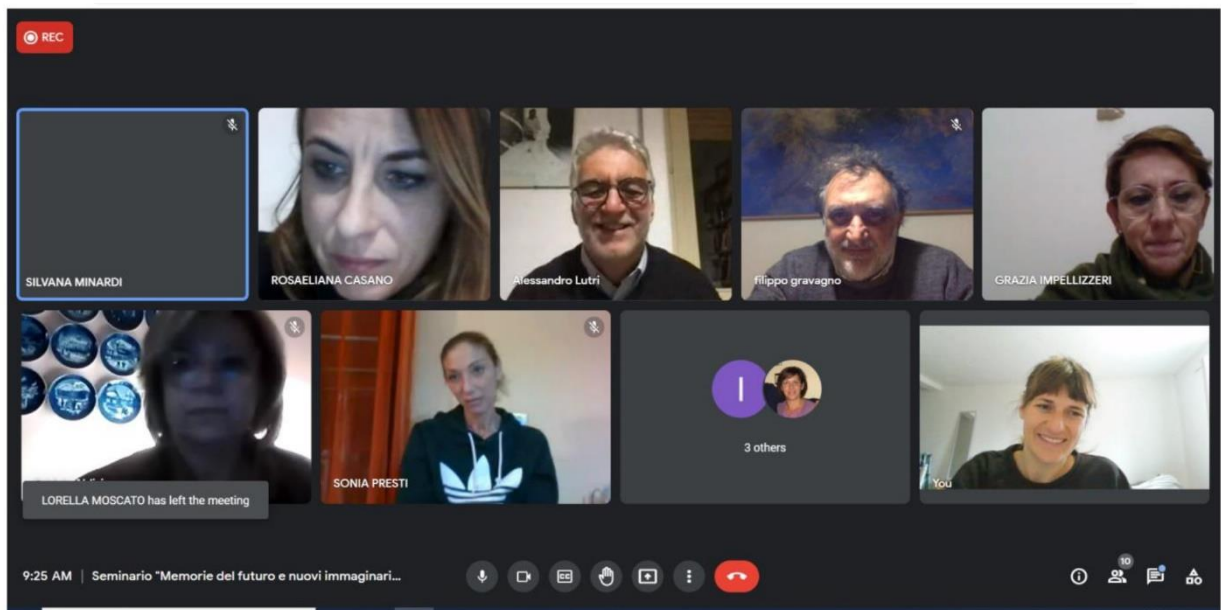 REC
SILVANA MINARDI
ROSAELIANA CASANO
Alessandro Lutri
filippo gravagno
GRAZIA IMPELLIZZERI
LORELLA MOSCATO has left the meeting
SONIA PRESTI
I
3 others
You
9:25 AM | Seminario "Memorie del futuro e nuovi immaginari...
CC
10